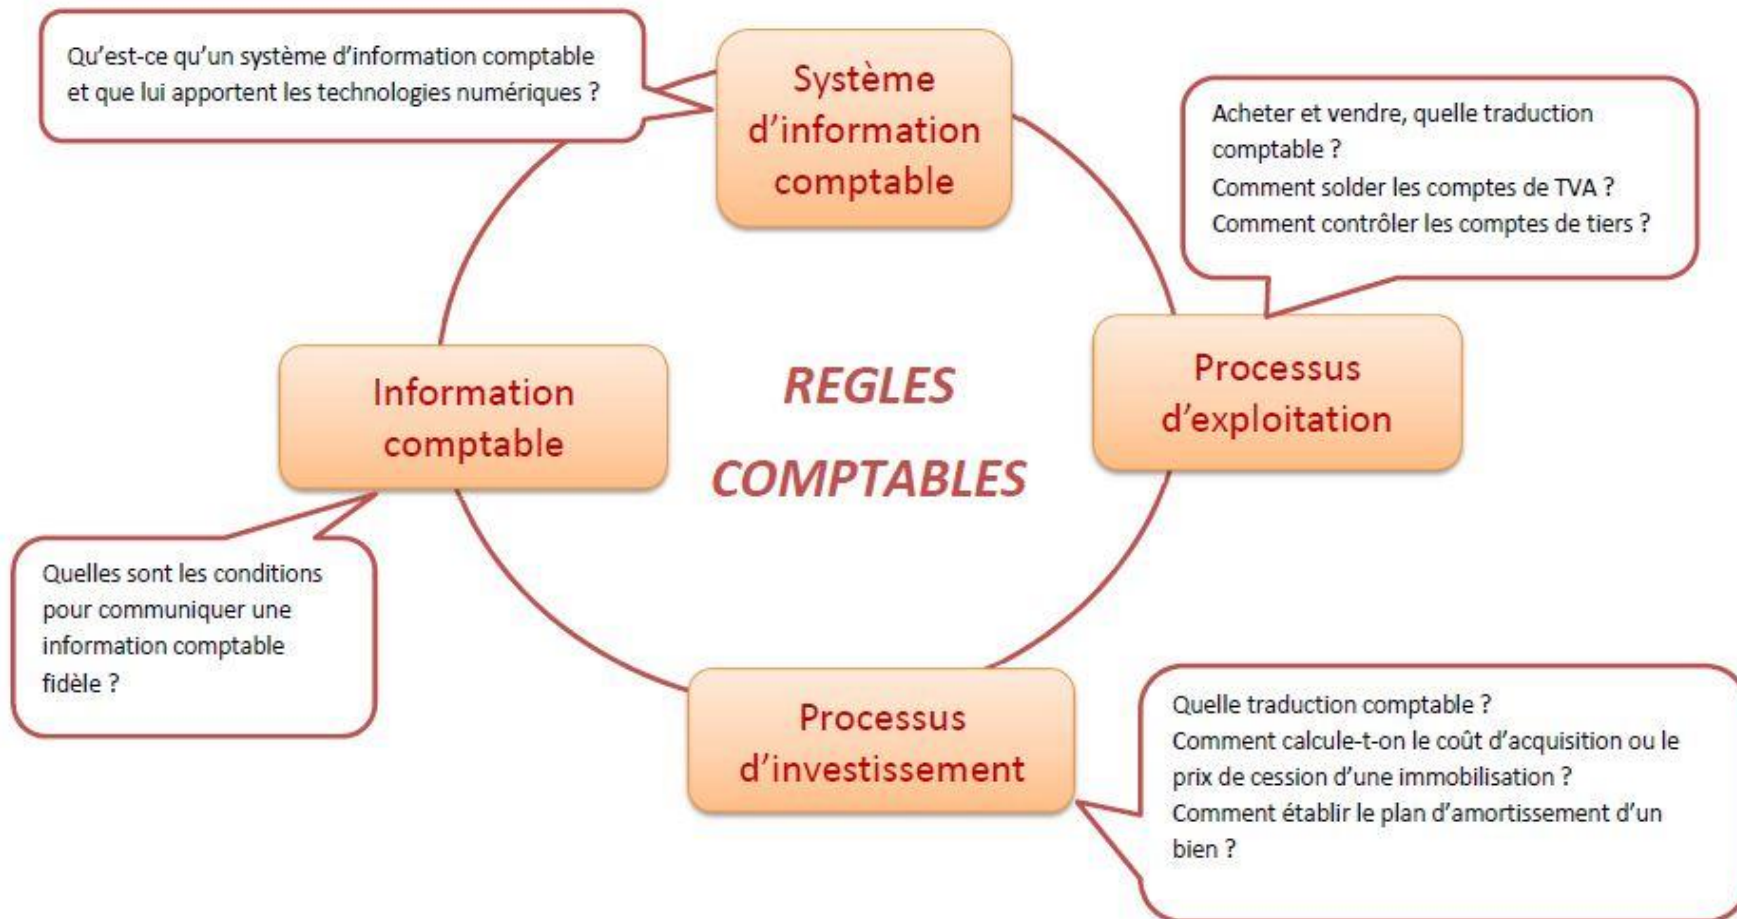 Qu’est-ce qu’un système d’information comptable
et que lui apportent les technologies numériques ?
Système
d’information
comptable
Acheter et vendre, quelle traduction
comptable ?
Comment solder les comptes de TVA ?
Comment contrôler les comptes de tiers ?
Processus
d’exploitation
Information
comptable
REGLES
COMPTABLES
Quelles sont les conditions
pour communiquer une
information comptable
fidèle ?
Processus
d’investissement
Quelle traduction comptable ?
Comment calcule-t-on le coût d’acquisition ou le
prix de cession d’une immobilisation ?
Comment établir le plan d’amortissement d’un
bien ?